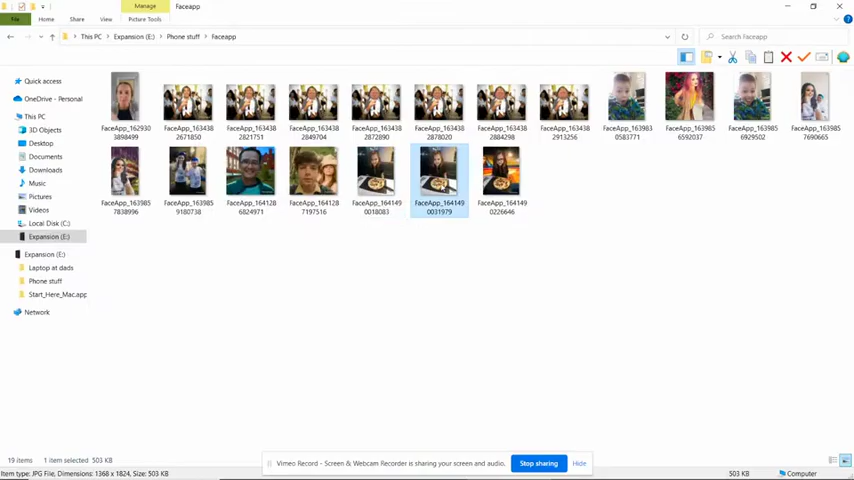 Manage
Faceapp
File
Home
Share
View
Picture Tools
This PC
Expansion (E:)
Phone stuff
Faceapp
Search Faceapp
Quick access
OneDrive - Personal
This PC
3D Objects
Desktop
Documents
Downloads
Music
Pictures
Videos
Local Disk (C:)
Expansion (E:)
Expansion (E:)
Laptop at dads
Phone stuff
Start_Here_Mac.app
Network
FaceApp_162930
3898499
FaceApp_163438
2671850
FaceApp_163438
2821751
FaceApp_163438
2849704
FaceApp_163438
2872890
FaceApp_163438
2878020
FaceApp_163438
2884298
FaceApp_163438
2913256
FaceApp_163983
0583771
FaceApp_163985
6592037
FaceApp_163985
6929502
FaceApp_163985
7690665
FaceApp_163985
7838996
FaceApp_163985
9180738
FaceApp_164128
6824971
FaceApp_164128
7197516
FaceApp_164149
0018083
FaceApp_164149
0031979
FaceApp_164149
0226646
19 items 1 item selected 503 KB
Vimeo Record - Screen & Webcam Recorder is sharing your screen and audio.
Stop sharing
Hide
Item type: JPG File, Dimensions: 1368 x 1824, Size: 503 KB
503 KB
Computer